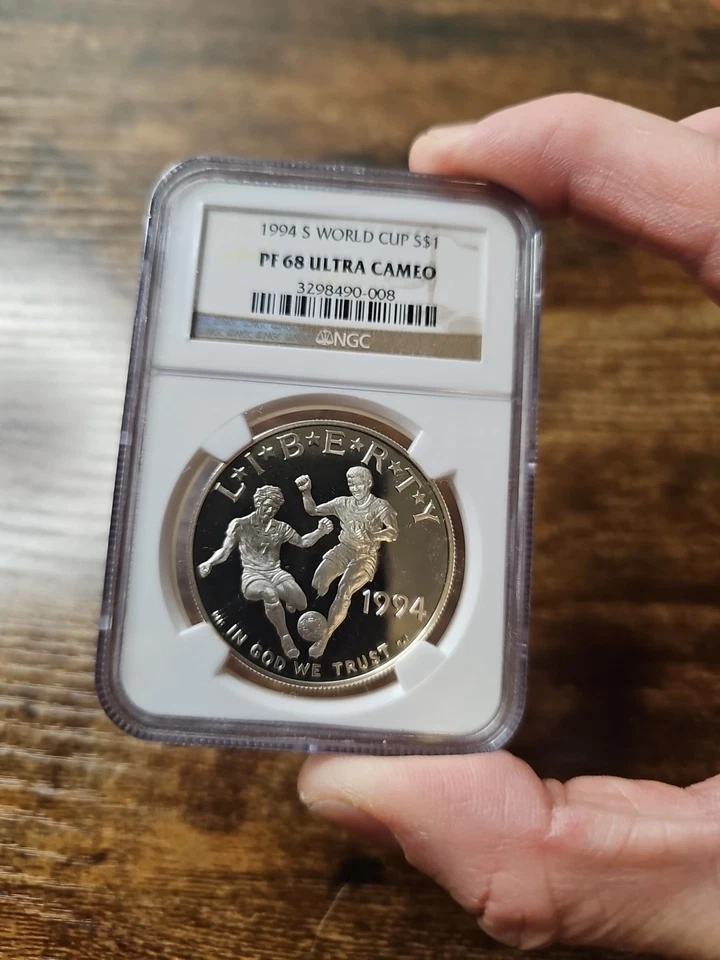 1994 S WORLD CUP S$1
PF 68 ULTRA CAMEO
3298490-008
NGC
L★I★B★E★R★T★Y
1994
IN GOD WE TRUST